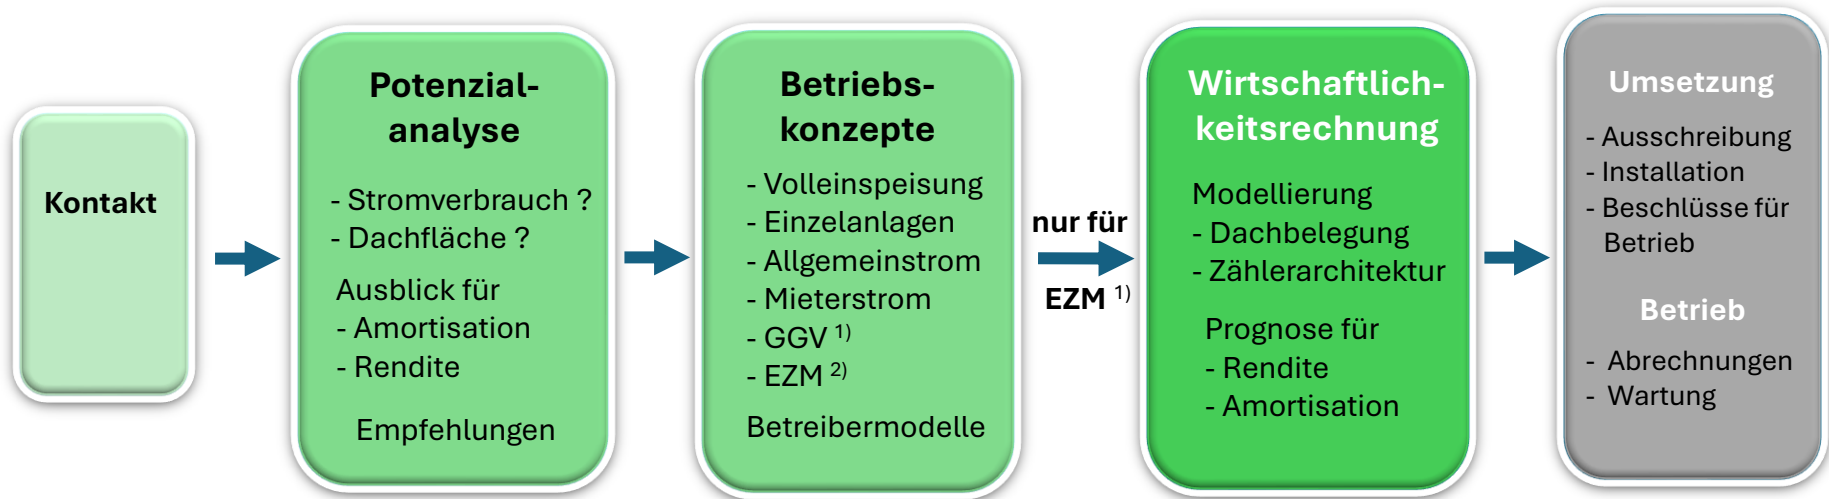 Kontakt
Potenzial-
analyse
- Stromverbrauch ?
- Dachfläche ?
Ausblick für
- Amortisation
- Rendite
Empfehlungen
Betriebs-
konzepte
- Volleinspeisung
- Einzelanlagen
- Allgemeinstrom
- Mieterstrom
- GGV 1)
- EZM 2)
Betreibermodelle
nur für
EZM 1)
Wirtschaftlich-
keitsrechnung
Modellierung
- Dachbelegung
- Zählerarchitektur
Prognose für
- Rendite
- Amortisation
Umsetzung
- Ausschreibung
- Installation
- Beschlüsse für
Betrieb
Betrieb
- Abrechnungen
- Wartung